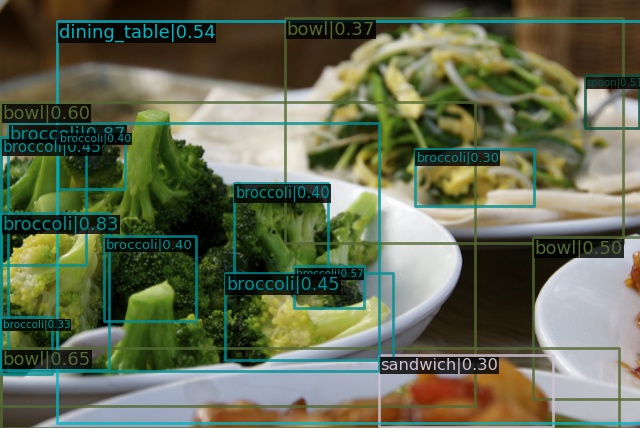 dining_table|0.54
bowl|0.37
spoon|0.51
bowl|0.60
broccoli|0.87
broccoli|0.40
broccoli|0.45
broccoli|0.30
broccoli|0.40
broccoli|0.83
broccoli|0.40
bowl|0.50
broccoli|0.57
broccoli|0.45
broccoli|0.33
bowl|0.65
sandwich|0.30